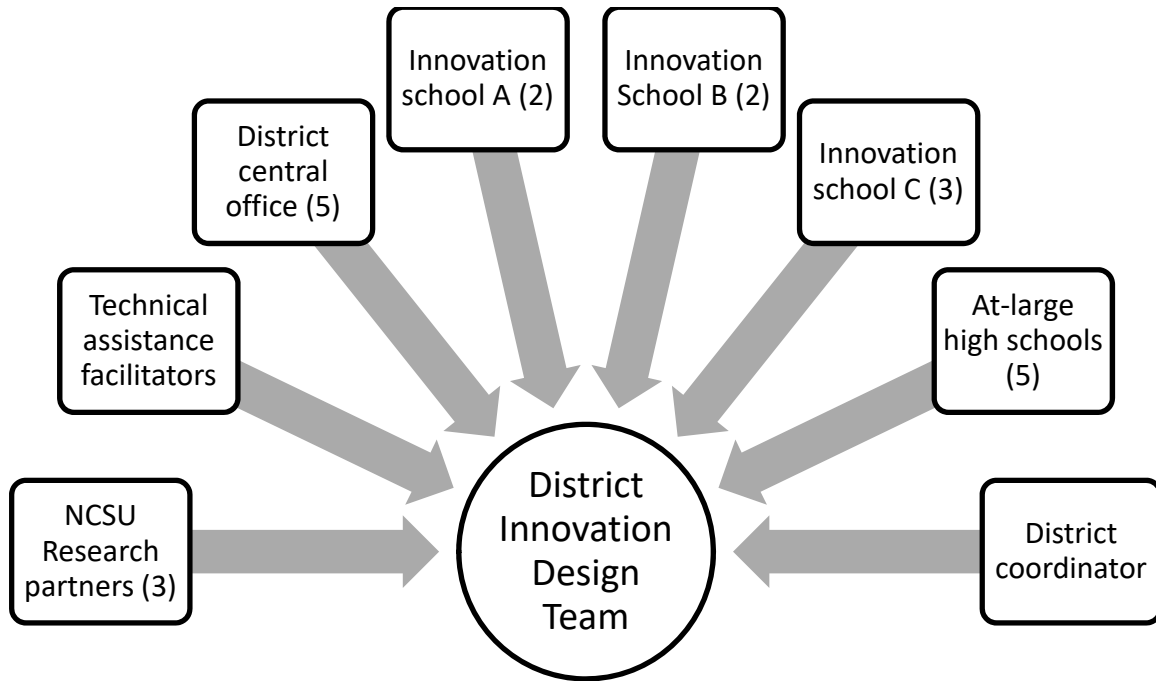 Innovation
school A (2)
Innovation
School B (2)
District
central
office (5)
Innovation
school C (3)
Technical
assistance
facilitators
At-large
high schools
(5)
NCSU
Research
partners (3)
District
Innovation
Design
Team
District
coordinator